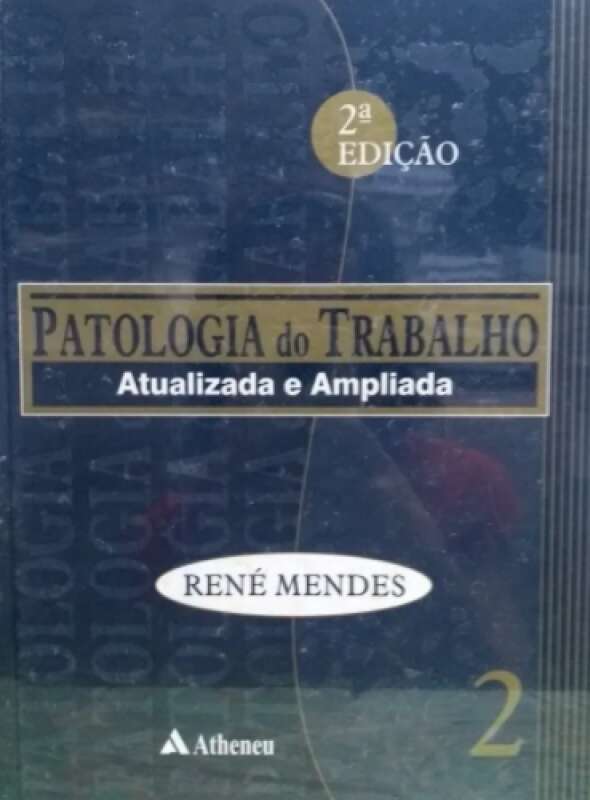 2ª
EDIÇÃO
PATOLOGIA do TRABALHO
Atualizada e Ampliada
RENÉ MENDES
2
Atheneu